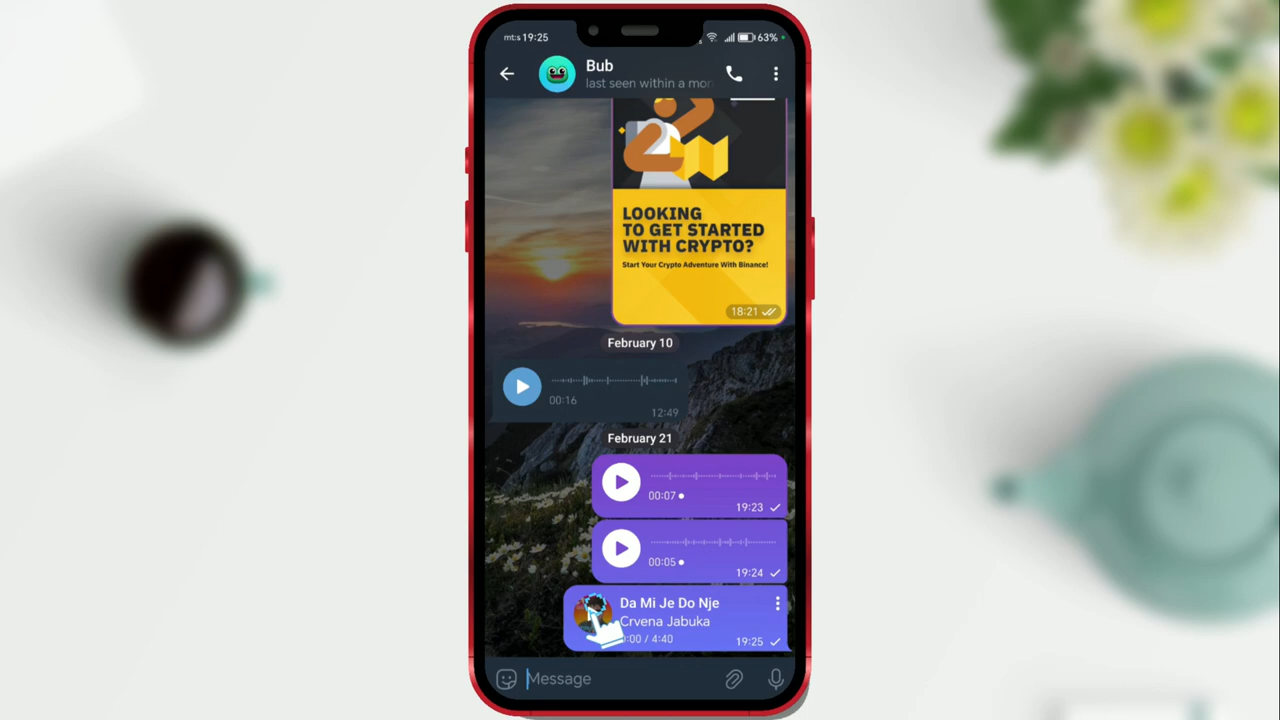 mt:s 19:25
63%
Bub
last seen within a mon
LOOKING
TO GET STARTED
WITH CRYPTO?
Start Your Crypto Adventure With Binance!
18:21
February 10
00:16
12:49
February 21
00:07
19:23
00:05
19:24
Da Mi Je Do Nje
Crvena Jabuka
:00 / 4:40
19:25
Message